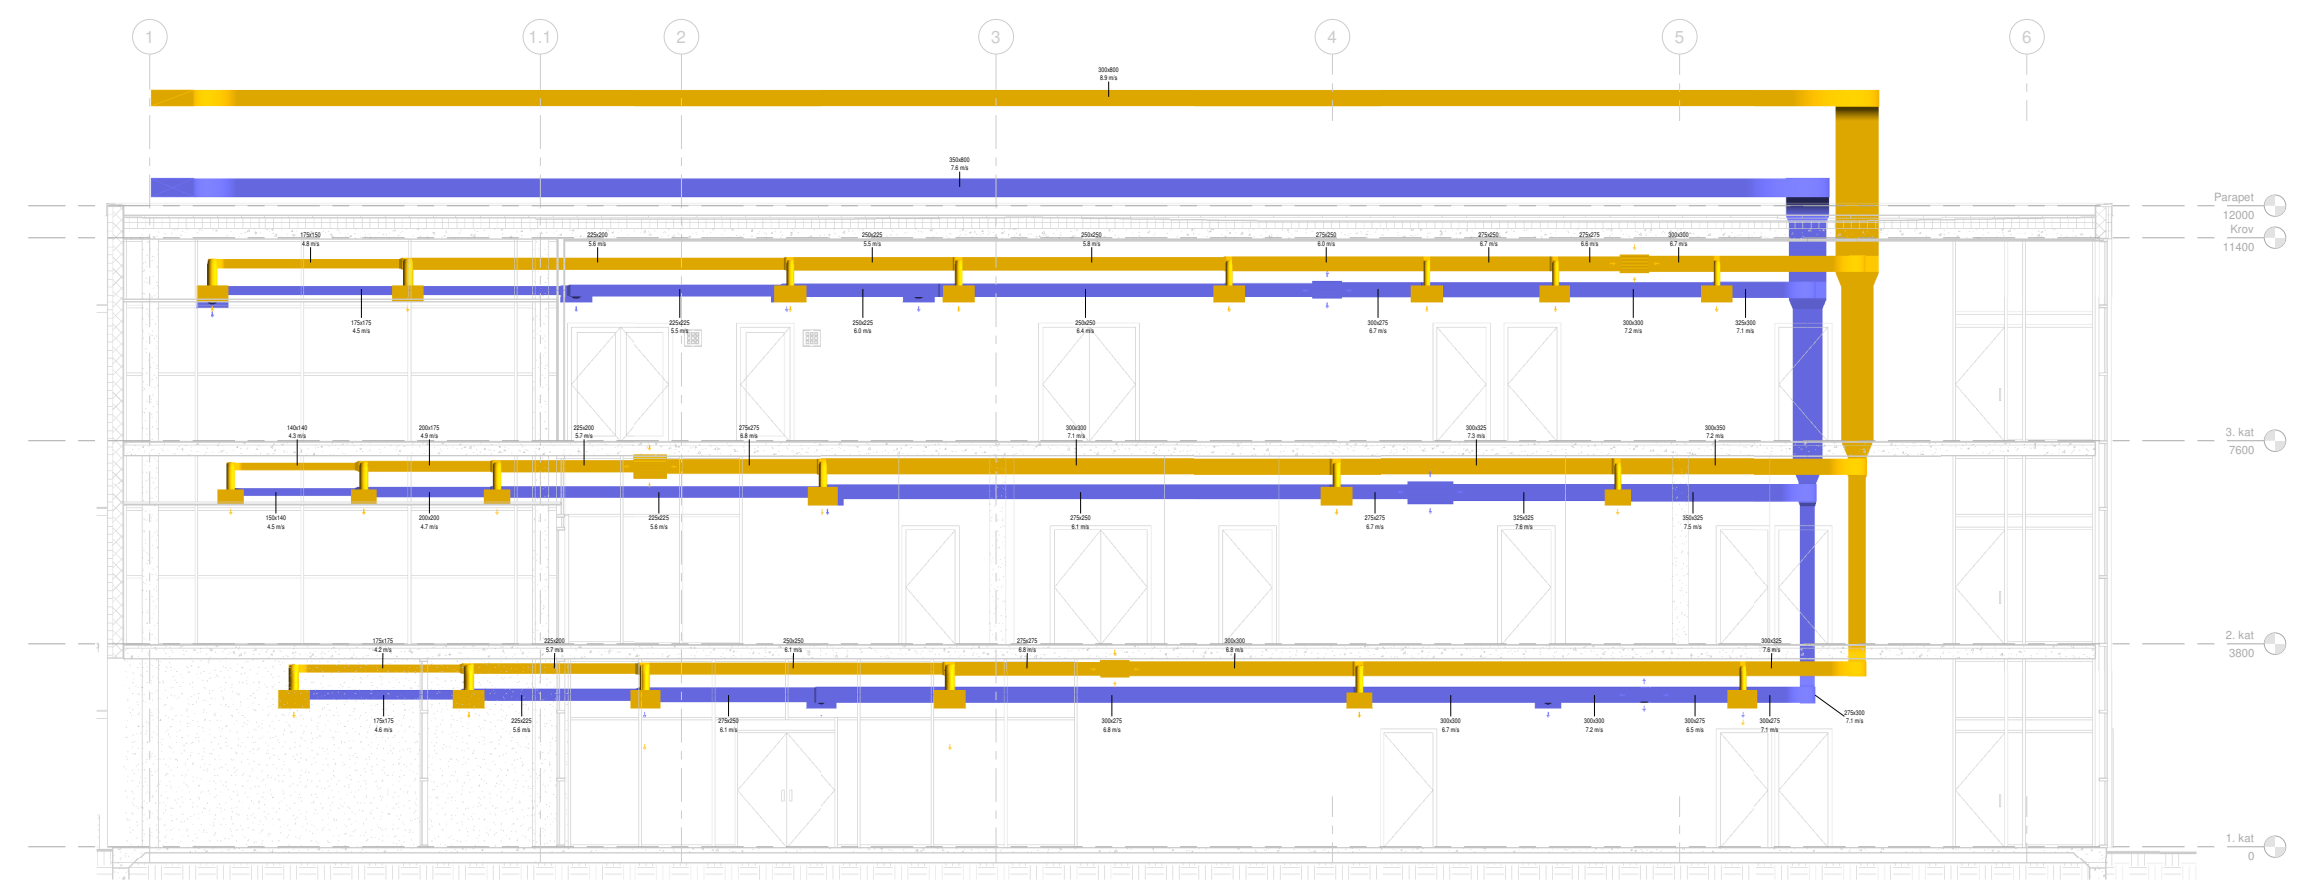 1
1.1
2
3
4
5
6
300x800
8.9 m/s
350x800
7.6 m/s
Parapet
12000
Krov
11400
175x150
4.8 m/s
225x200
5.6 m/s
250x225
5.5 m/s
250x250
5.8 m/s
275x250
6.0 m/s
275x250
6.7 m/s
275x275
6.6 m/s
300x300
6.7 m/s
175x175
4.5 m/s
225x225
5.5 m/s
250x225
6.0 m/s
250x250
6.4 m/s
300x275
6.7 m/s
300x300
7.2 m/s
325x300
7.1 m/s
140x140
4.3 m/s
200x175
4.9 m/s
225x200
5.7 m/s
275x275
6.8 m/s
300x300
7.1 m/s
300x325
7.3 m/s
300x350
7.2 m/s
3. kat
7600
150x140
4.5 m/s
200x200
4.7 m/s
225x225
5.6 m/s
275x250
6.1 m/s
275x275
6.7 m/s
325x325
7.6 m/s
350x325
7.5 m/s
175x175
4.2 m/s
225x200
5.7 m/s
250x250
6.1 m/s
275x275
6.8 m/s
300x300
6.8 m/s
300x325
7.6 m/s
2. kat
3800
175x175
4.6 m/s
225x225
5.6 m/s
275x250
6.1 m/s
300x275
6.8 m/s
300x300
6.7 m/s
300x300
7.2 m/s
300x275
6.5 m/s
300x275
7.1 m/s
275x300
7.1 m/s
1. kat
0